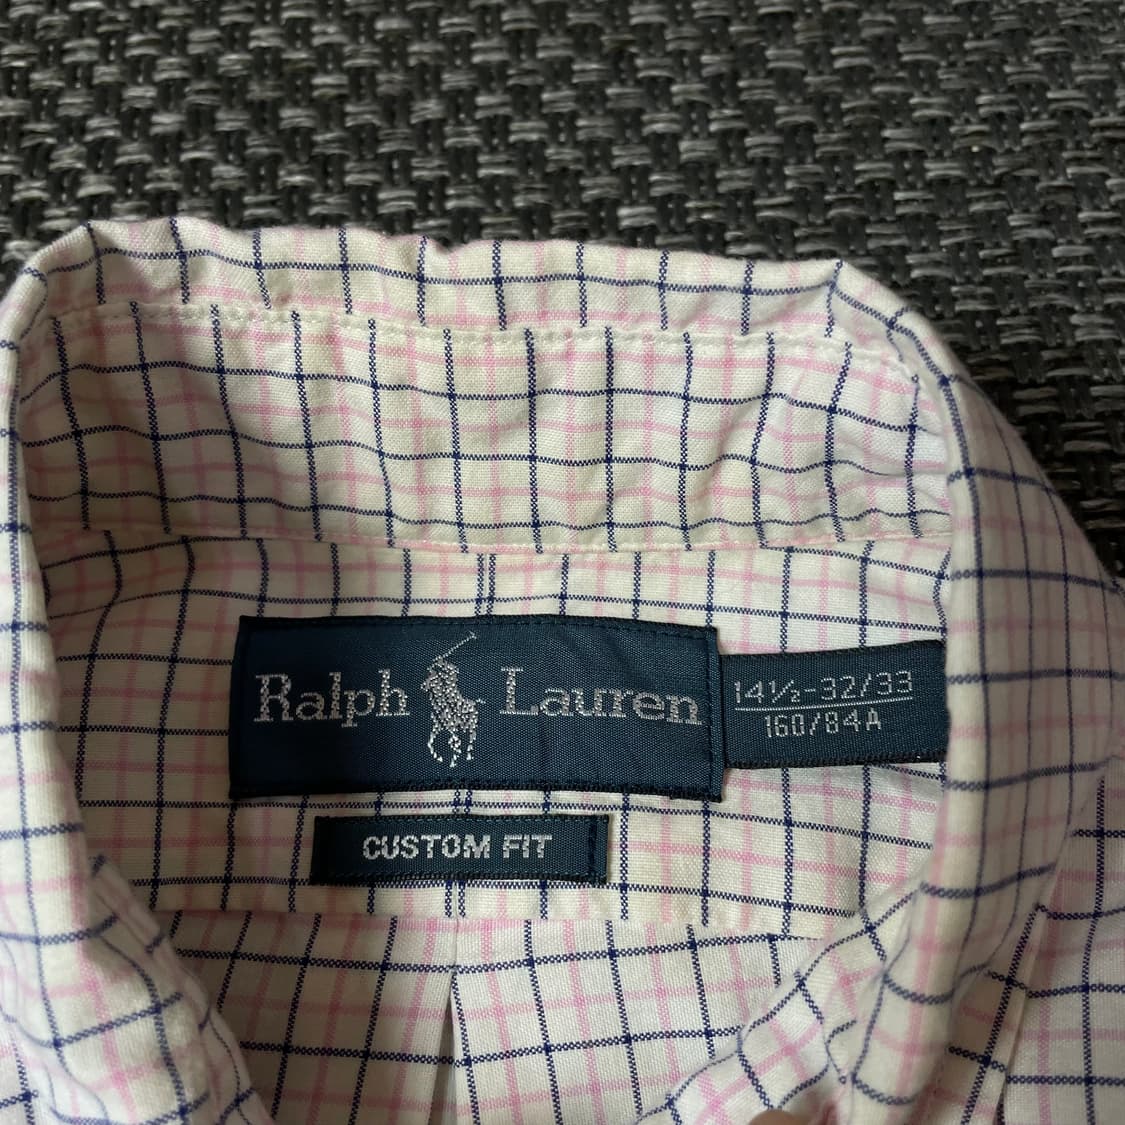 Ralph Lauren
14½-32/33
160/84A
CUSTOM FIT